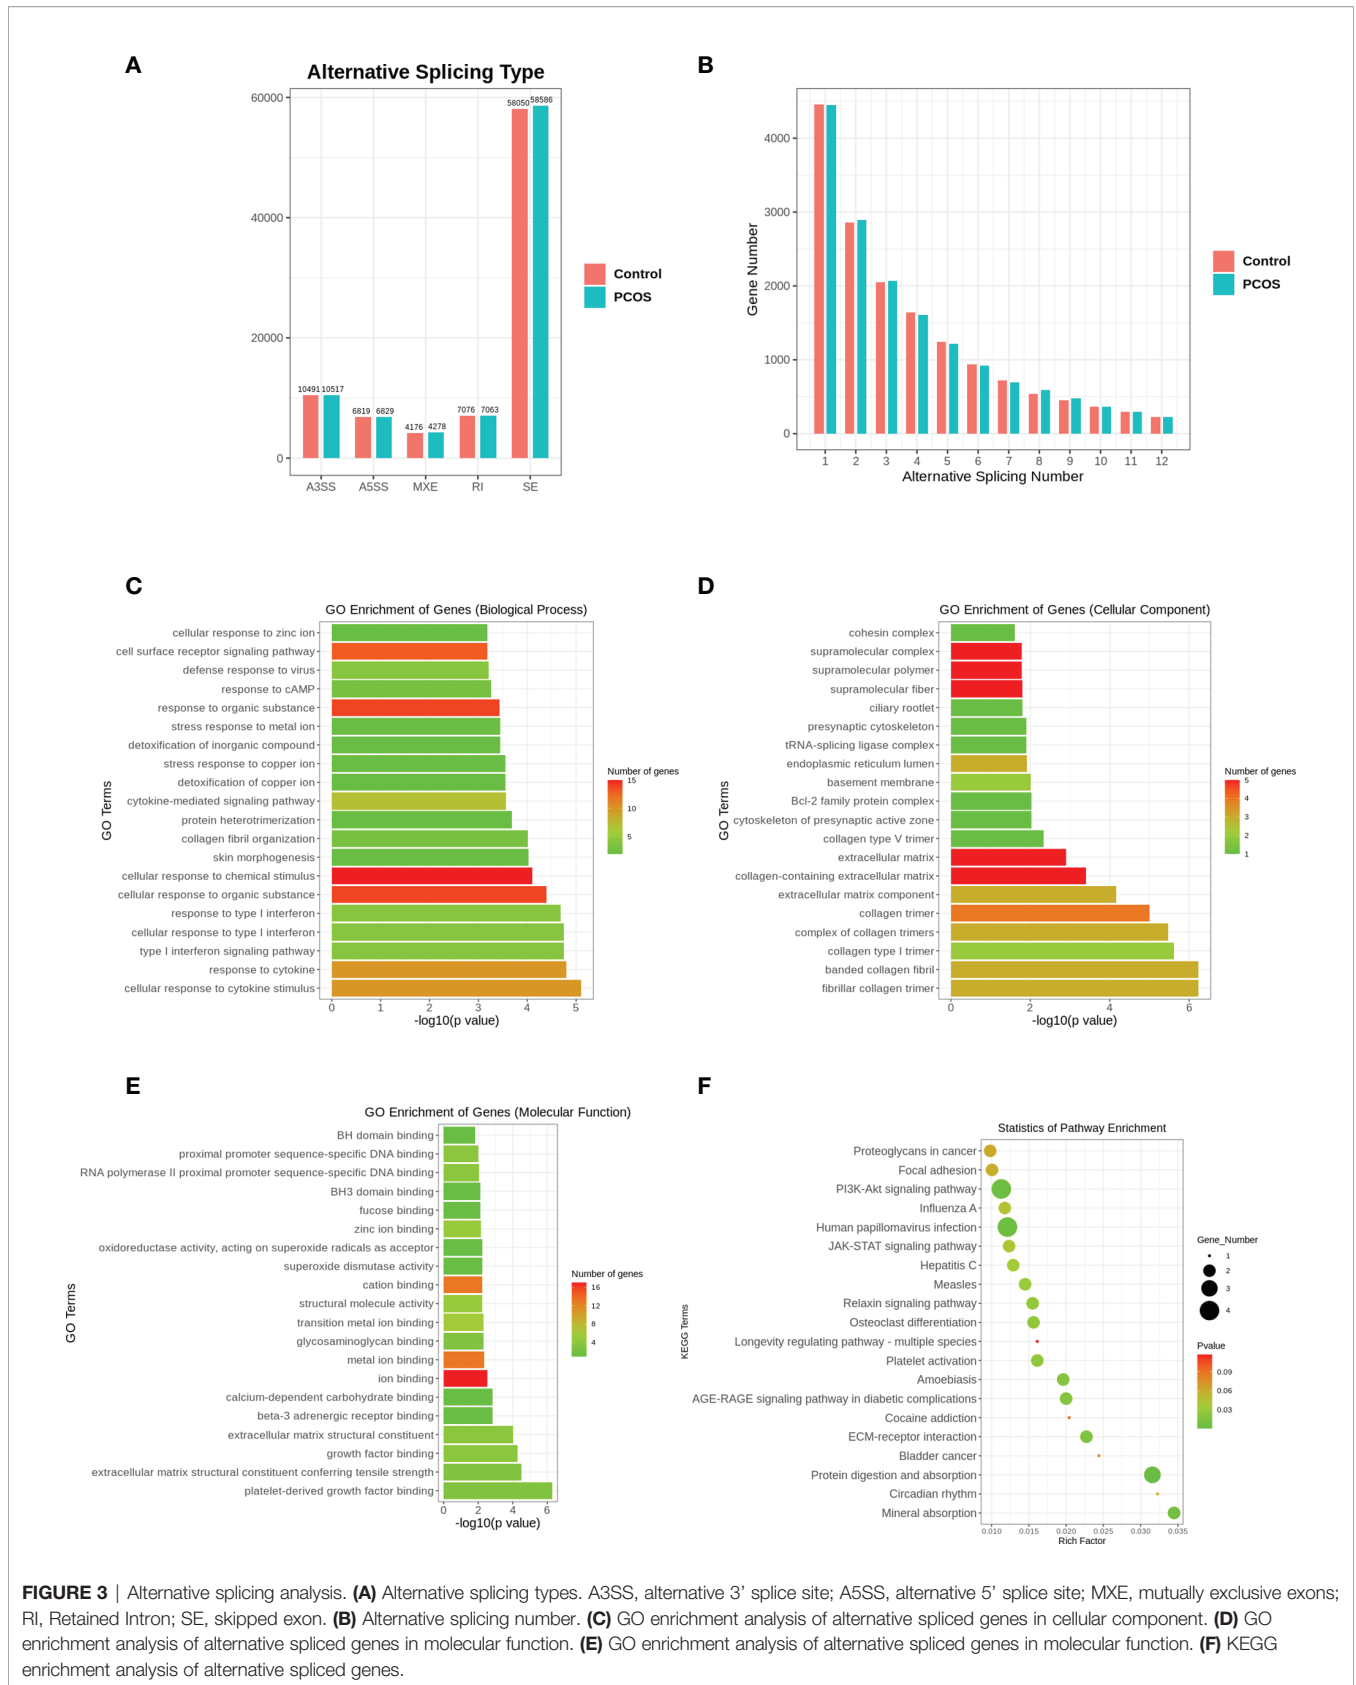 A
Alternative Splicing Type
60000
40000
20000
0
10491 10517
6819 6829
4176 4278
7076 7063
58050 58586
A3SS A5SS MXE RI SE
Control
PCOS
B
Gene Number
4000
3000
2000
1000
0
1 2 3 4 5 6 7 8 9 10 11 12
Alternative Splicing Number
Control
PCOS
C
GO Enrichment of Genes (Biological Process)
GO Terms
cellular response to zinc ion
cell surface receptor signaling pathway
defense response to virus
response to cAMP
response to organic substance
stress response to metal ion
detoxification of inorganic compound
stress response to copper ion
detoxification of copper ion
cytokine-mediated signaling pathway
protein heterotrimerization
collagen fibril organization
skin morphogenesis
cellular response to chemical stimulus
cellular response to organic substance
response to type I interferon
cellular response to type I interferon
type I interferon signaling pathway
response to cytokine
cellular response to cytokine stimulus
0 1 2 3 4 5
-log10(p value)
Number of genes
15
10
5
D
GO Enrichment of Genes (Cellular Component)
GO Terms
cohesin complex
supramolecular complex
supramolecular polymer
supramolecular fiber
ciliary rootlet
presynaptic cytoskeleton
tRNA-splicing ligase complex
endoplasmic reticulum lumen
basement membrane
Bcl-2 family protein complex
cytoskeleton of presynaptic active zone
collagen type V trimer
extracellular matrix
collagen-containing extracellular matrix
extracellular matrix component
collagen trimer
complex of collagen trimers
collagen type I trimer
banded collagen fibril
fibrillar collagen trimer
0 2 4 6
-log10(p value)
Number of genes
5
4
3
2
1
E
GO Enrichment of Genes (Molecular Function)
GO Terms
BH domain binding
proximal promoter sequence-specific DNA binding
RNA polymerase II proximal promoter sequence-specific DNA binding
BH3 domain binding
fucose binding
zinc ion binding
oxidoreductase activity, acting on superoxide radicals as acceptor
superoxide dismutase activity
cation binding
structural molecule activity
transition metal ion binding
glycosaminoglycan binding
metal ion binding
ion binding
calcium-dependent carbohydrate binding
beta-3 adrenergic receptor binding
extracellular matrix structural constituent
growth factor binding
extracellular matrix structural constituent conferring tensile strength
platelet-derived growth factor binding
0 2 4 6
-log10(p value)
Number of genes
16
12
8
4
F
Statistics of Pathway Enrichment
KEGG Terms
Proteoglycans in cancer
Focal adhesion
PI3K-Akt signaling pathway
Influenza A
Human papillomavirus infection
JAK-STAT signaling pathway
Hepatitis C
Measles
Relaxin signaling pathway
Osteoclast differentiation
Longevity regulating pathway - multiple species
Platelet activation
Amoebiasis
AGE-RAGE signaling pathway in diabetic complications
Cocaine addiction
ECM-receptor interaction
Bladder cancer
Protein digestion and absorption
Circadian rhythm
Mineral absorption
0.010 0.015 0.020 0.025 0.030 0.035
Rich Factor
Gene_Number
1
2
3
4
Pvalue
0.09
0.06
0.03
FIGURE 3 | Alternative splicing analysis. (A) Alternative splicing types. A3SS, alternative 3’ splice site; A5SS, alternative 5’ splice site; MXE, mutually exclusive exons;
RI, Retained Intron; SE, skipped exon. (B) Alternative splicing number. (C) GO enrichment analysis of alternative spliced genes in cellular component. (D) GO
enrichment analysis of alternative spliced genes in molecular function. (E) GO enrichment analysis of alternative spliced genes in molecular function. (F) KEGG
enrichment analysis of alternative spliced genes.